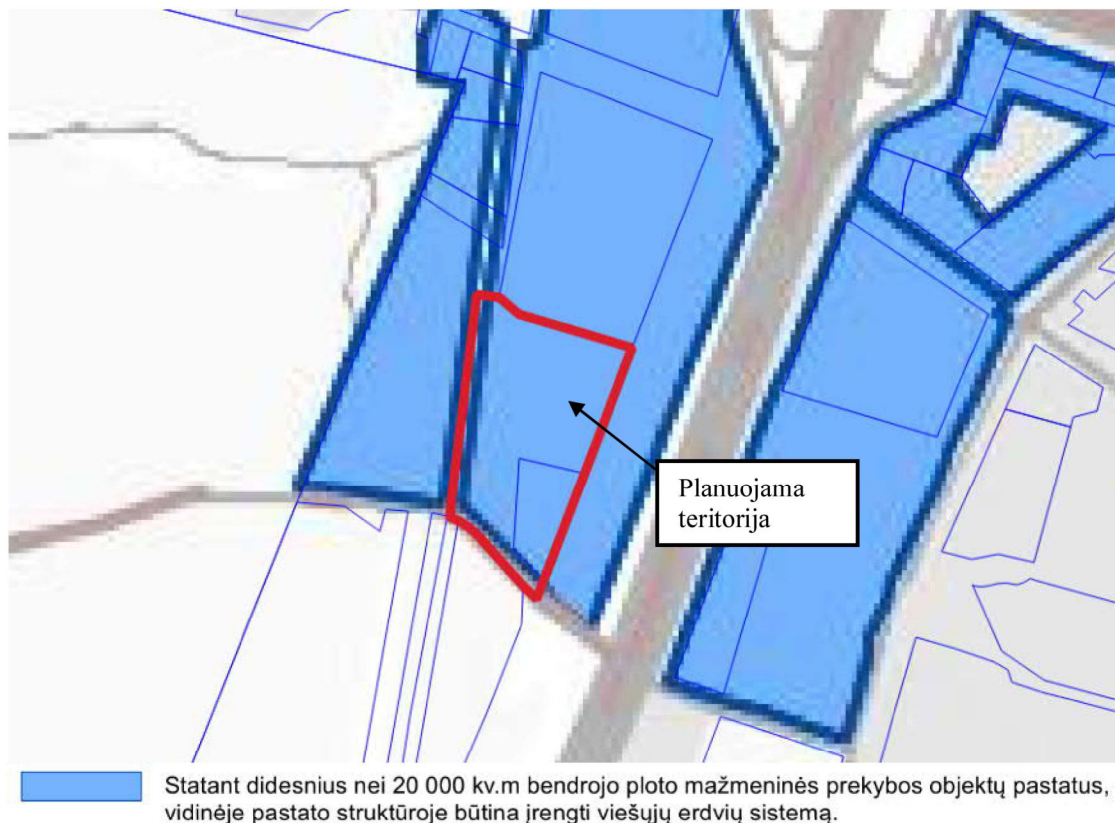 Planuojama
teritorija
Statant didesnius nei 20 000 kv.m bendrojo ploto mažmeninės prekybos objektų pastatus,
vidinėje pastato struktūroje būtina įrengti viešųjų erdvių sistemą.